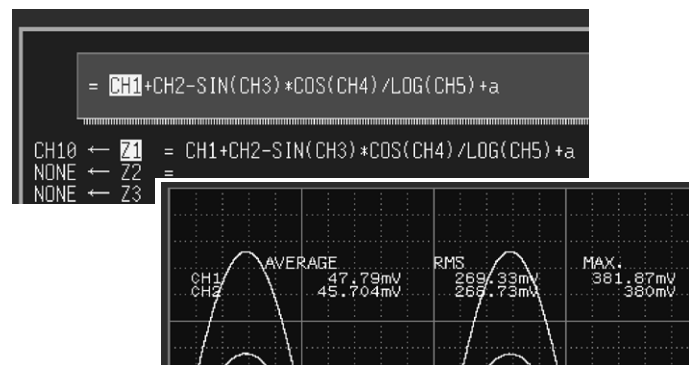 = CH1+CH2-SIN(CH3)*COS(CH4)/LOG(CH5)+a
CH10 ← Z1 = CH1+CH2-SIN(CH3)*COS(CH4)/LOG(CH5)+a
NONE ← Z2 =
NONE ← Z3
AVERAGE RMS MAX.
CH1 47.79mV 269.33mV 381.87mV
CH2 45.704mV 268.73mV 380mV